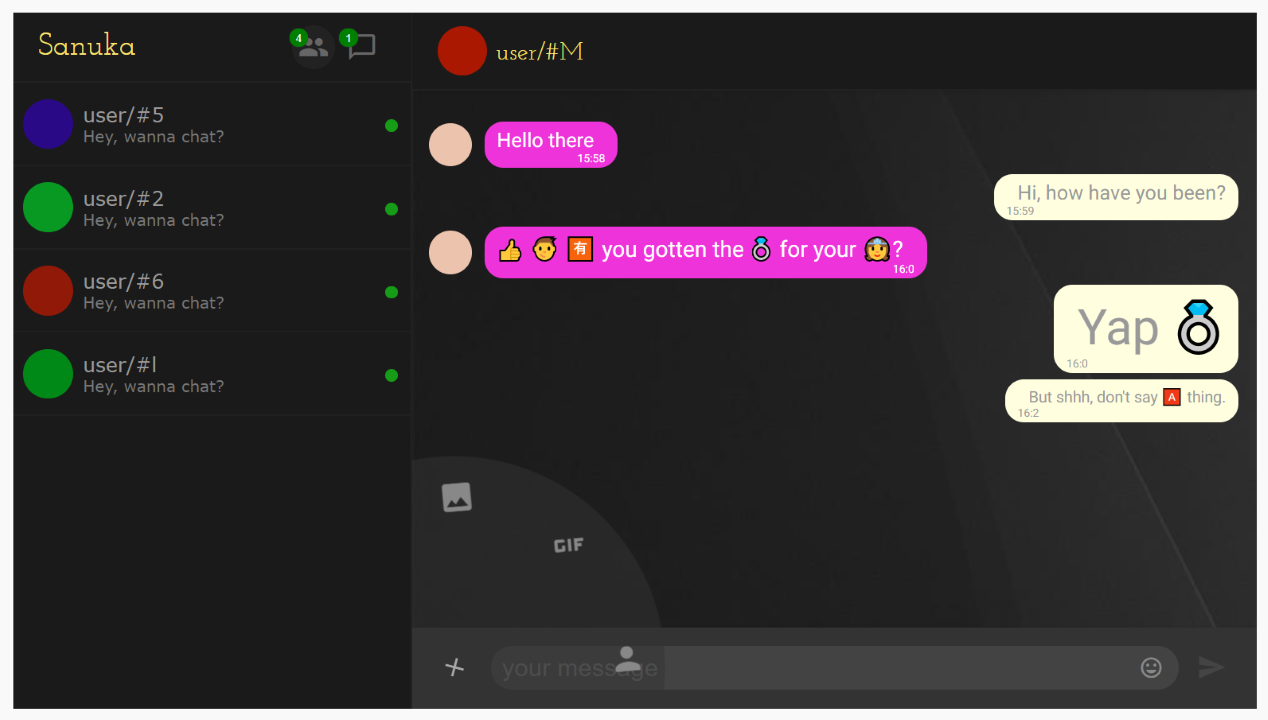 Sanuka
4
1
user/#5
Hey, wanna chat?
user/#2
Hey, wanna chat?
user/#6
Hey, wanna chat?
user/#l
Hey, wanna chat?
user/#M
Hello there
15:58
Hi, how have you been?
15:59
👍 👨 🈶 you gotten the 💍 for your 👰?
16:0
Yap 💍
16:0
But shhh, don't say 🅰 thing.
16:2
GIF
your message